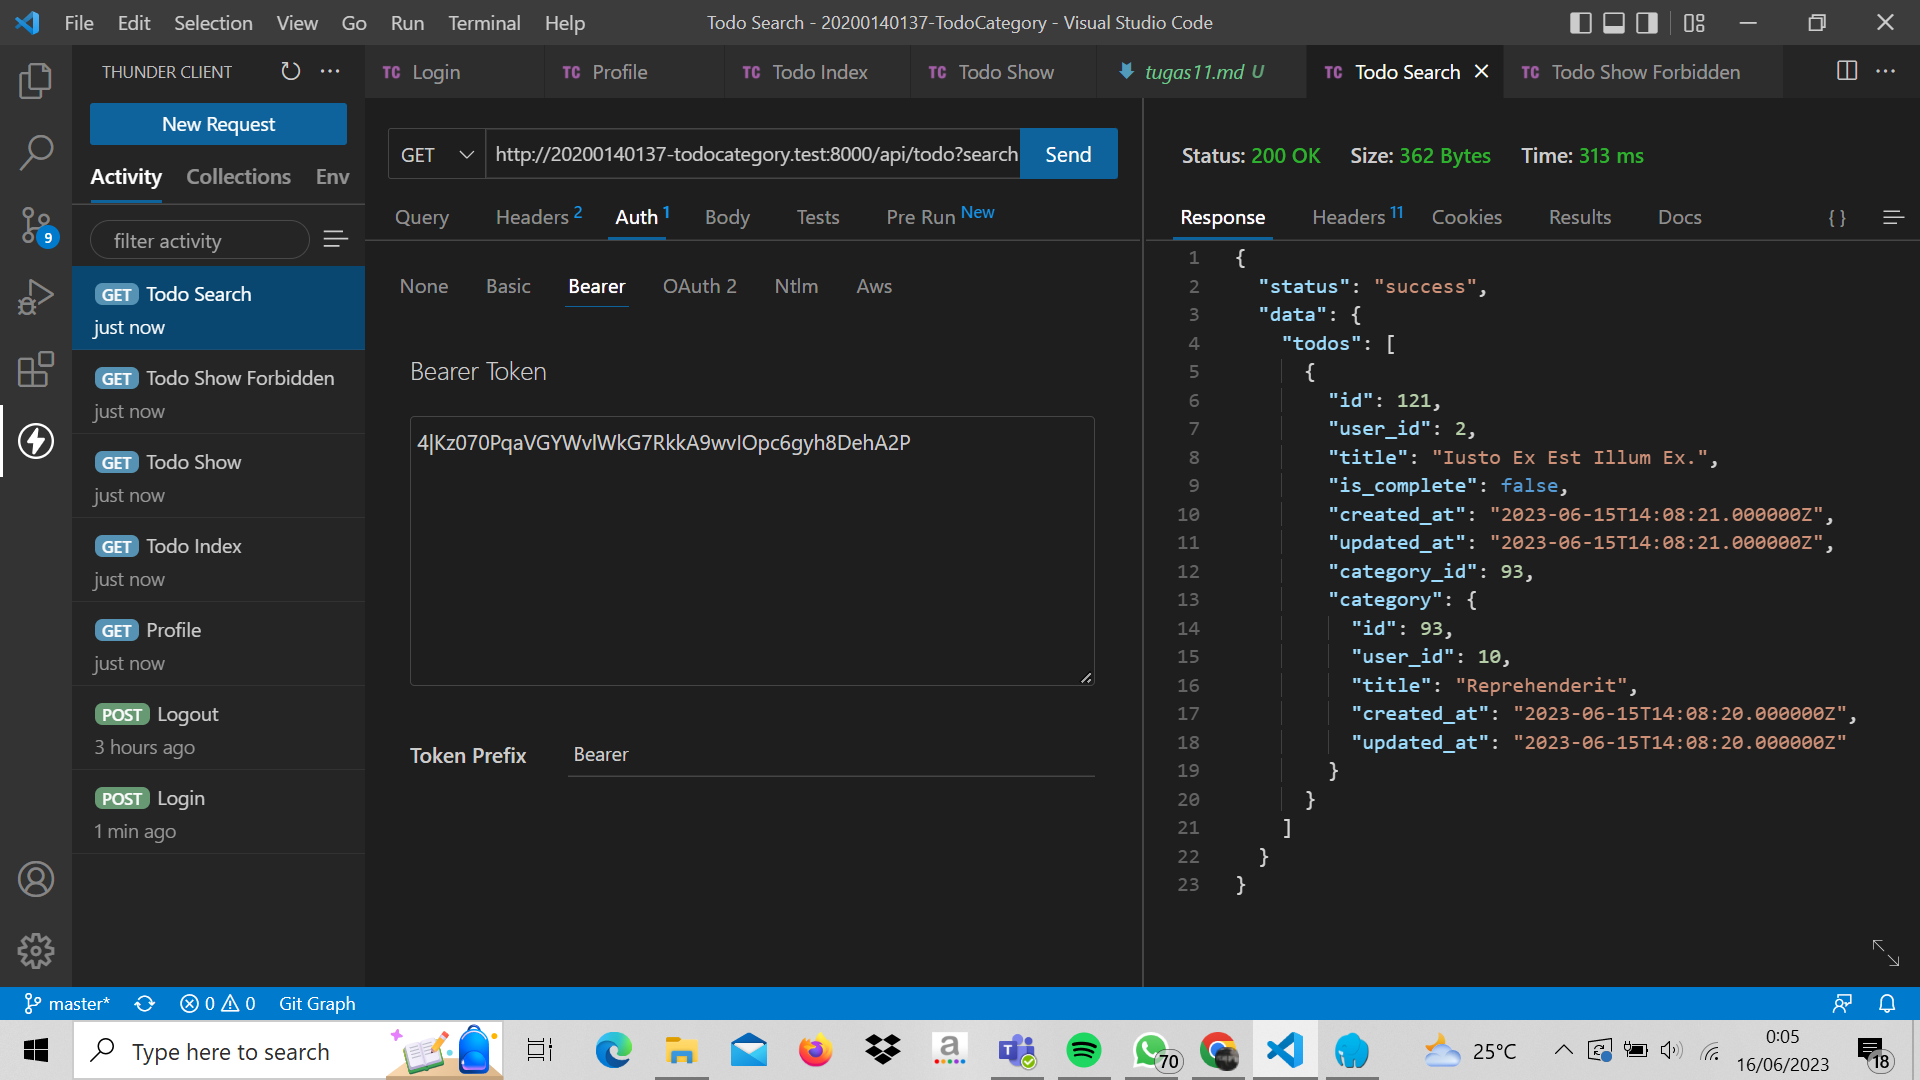 File Edit Selection View Go Run Terminal Help
Todo Search - 20200140137-TodoCategory - Visual Studio Code
THUNDER CLIENT
New Request
Activity Collections Env
filter activity
GET Todo Search
just now
GET Todo Show Forbidden
just now
GET Todo Show
just now
GET Todo Index
just now
GET Profile
just now
POST Logout
3 hours ago
POST Login
1 min ago
9
TC Login
TC Profile
TC Todo Index
TC Todo Show
tugas11.md U
TC Todo Search
TC Todo Show Forbidden
GET http://20200140137-todocategory.test:8000/api/todo?search Send
Query Headers 2 Auth 1 Body Tests Pre Run New
None Basic Bearer OAuth 2 Ntlm Aws
Bearer Token
4|Kz070PqaVGYWvlWkG7RkkA9wvIOpc6gyh8DehA2P
Token Prefix Bearer
Status: 200 OK Size: 362 Bytes Time: 313 ms
Response Headers 11 Cookies Results Docs { }
1 {
2 "status": "success",
3 "data": {
4 "todos": [
5 {
6 "id": 121,
7 "user_id": 2,
8 "title": "Iusto Ex Est Illum Ex.",
9 "is_complete": false,
10 "created_at": "2023-06-15T14:08:21.000000Z",
11 "updated_at": "2023-06-15T14:08:21.000000Z",
12 "category_id": 93,
13 "category": {
14 "id": 93,
15 "user_id": 10,
16 "title": "Reprehenderit",
17 "created_at": "2023-06-15T14:08:20.000000Z",
18 "updated_at": "2023-06-15T14:08:20.000000Z"
19 }
20 }
21 ]
22 }
23 }
master* 0 0 Git Graph
Type here to search
a
70
25°C
0:05
16/06/2023
18